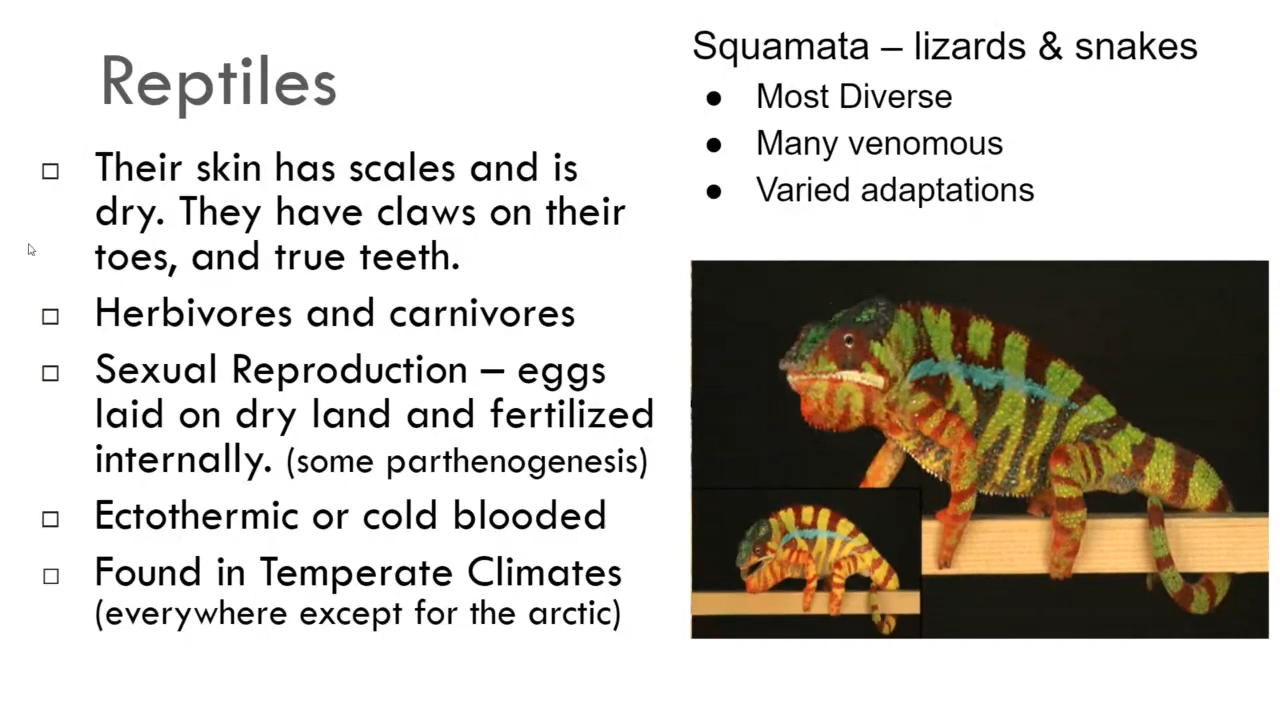 Reptiles
□ Their skin has scales and is
dry. They have claws on their
toes, and true teeth.
□ Herbivores and carnivores
□ Sexual Reproduction – eggs
laid on dry land and fertilized
internally. (some parthenogenesis)
□ Ectothermic or cold blooded
□ Found in Temperate Climates
(everywhere except for the arctic)
Squamata – lizards & snakes
● Most Diverse
● Many venomous
● Varied adaptations